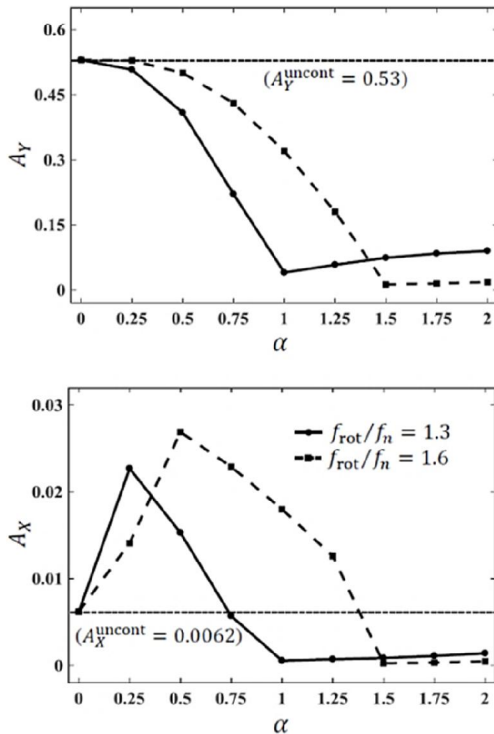 0.6
(A_Y^uncont = 0.53)
0.45
A_Y
0.3
0.15
0
0 0.25 0.5 0.75 1 1.25 1.5 1.75 2
α
0.03
f_rot/f_n = 1.3
f_rot/f_n = 1.6
0.02
A_X
0.01
(A_X^uncont = 0.0062)
0
0 0.25 0.5 0.75 1 1.25 1.5 1.75 2
α